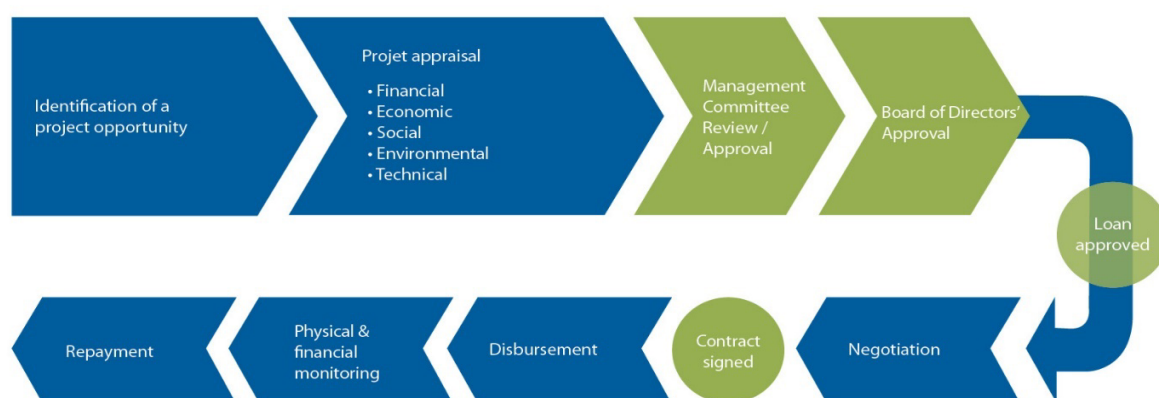 Identification of a
project opportunity
Projet appraisal
• Financial
• Economic
• Social
• Environmental
• Technical
Management
Committee
Review /
Approval
Board of Directors'
Approval
Loan
approved
Negotiation
Contract
signed
Disbursement
Physical &
financial
monitoring
Repayment